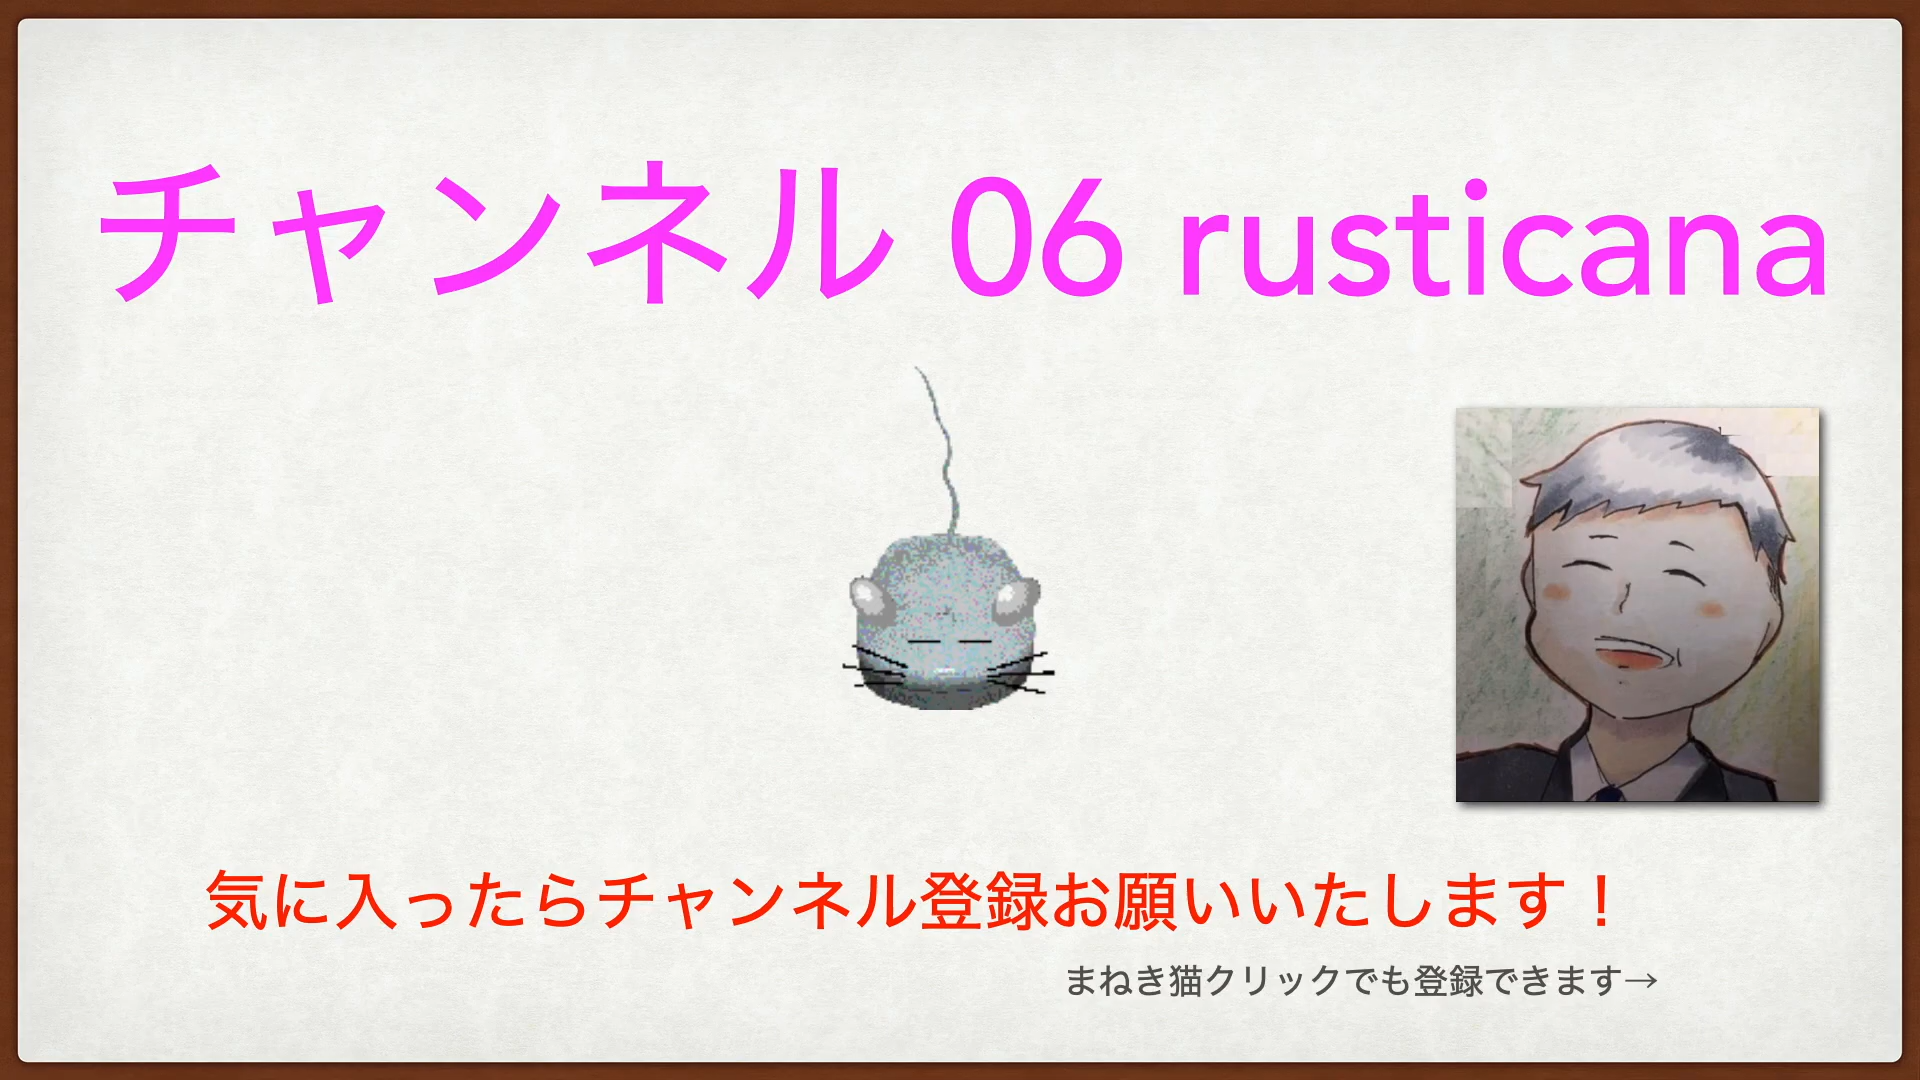 チャンネル 06 rusticana
気に入ったらチャンネル登録お願いいたします！
まねき猫クリックでも登録できます→